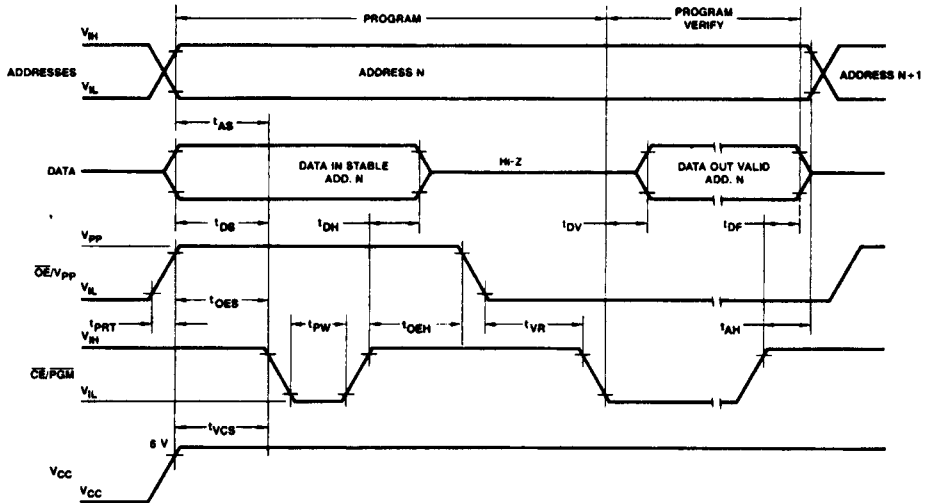 PROGRAM
PROGRAM
VERIFY
VIH
ADDRESSES
ADDRESS N
ADDRESS N+1
VIL
tAS
DATA
DATA IN STABLE
ADD. N
Hi-Z
DATA OUT VALID
ADD. N
tDS
tDH
tDV
tDF
VPP
OE/VPP
VIL
tOES
tPRT
tPW
tOEH
tVR
tAH
VIH
CE/PGM
VIL
tVCS
6 V
VCC
VCC